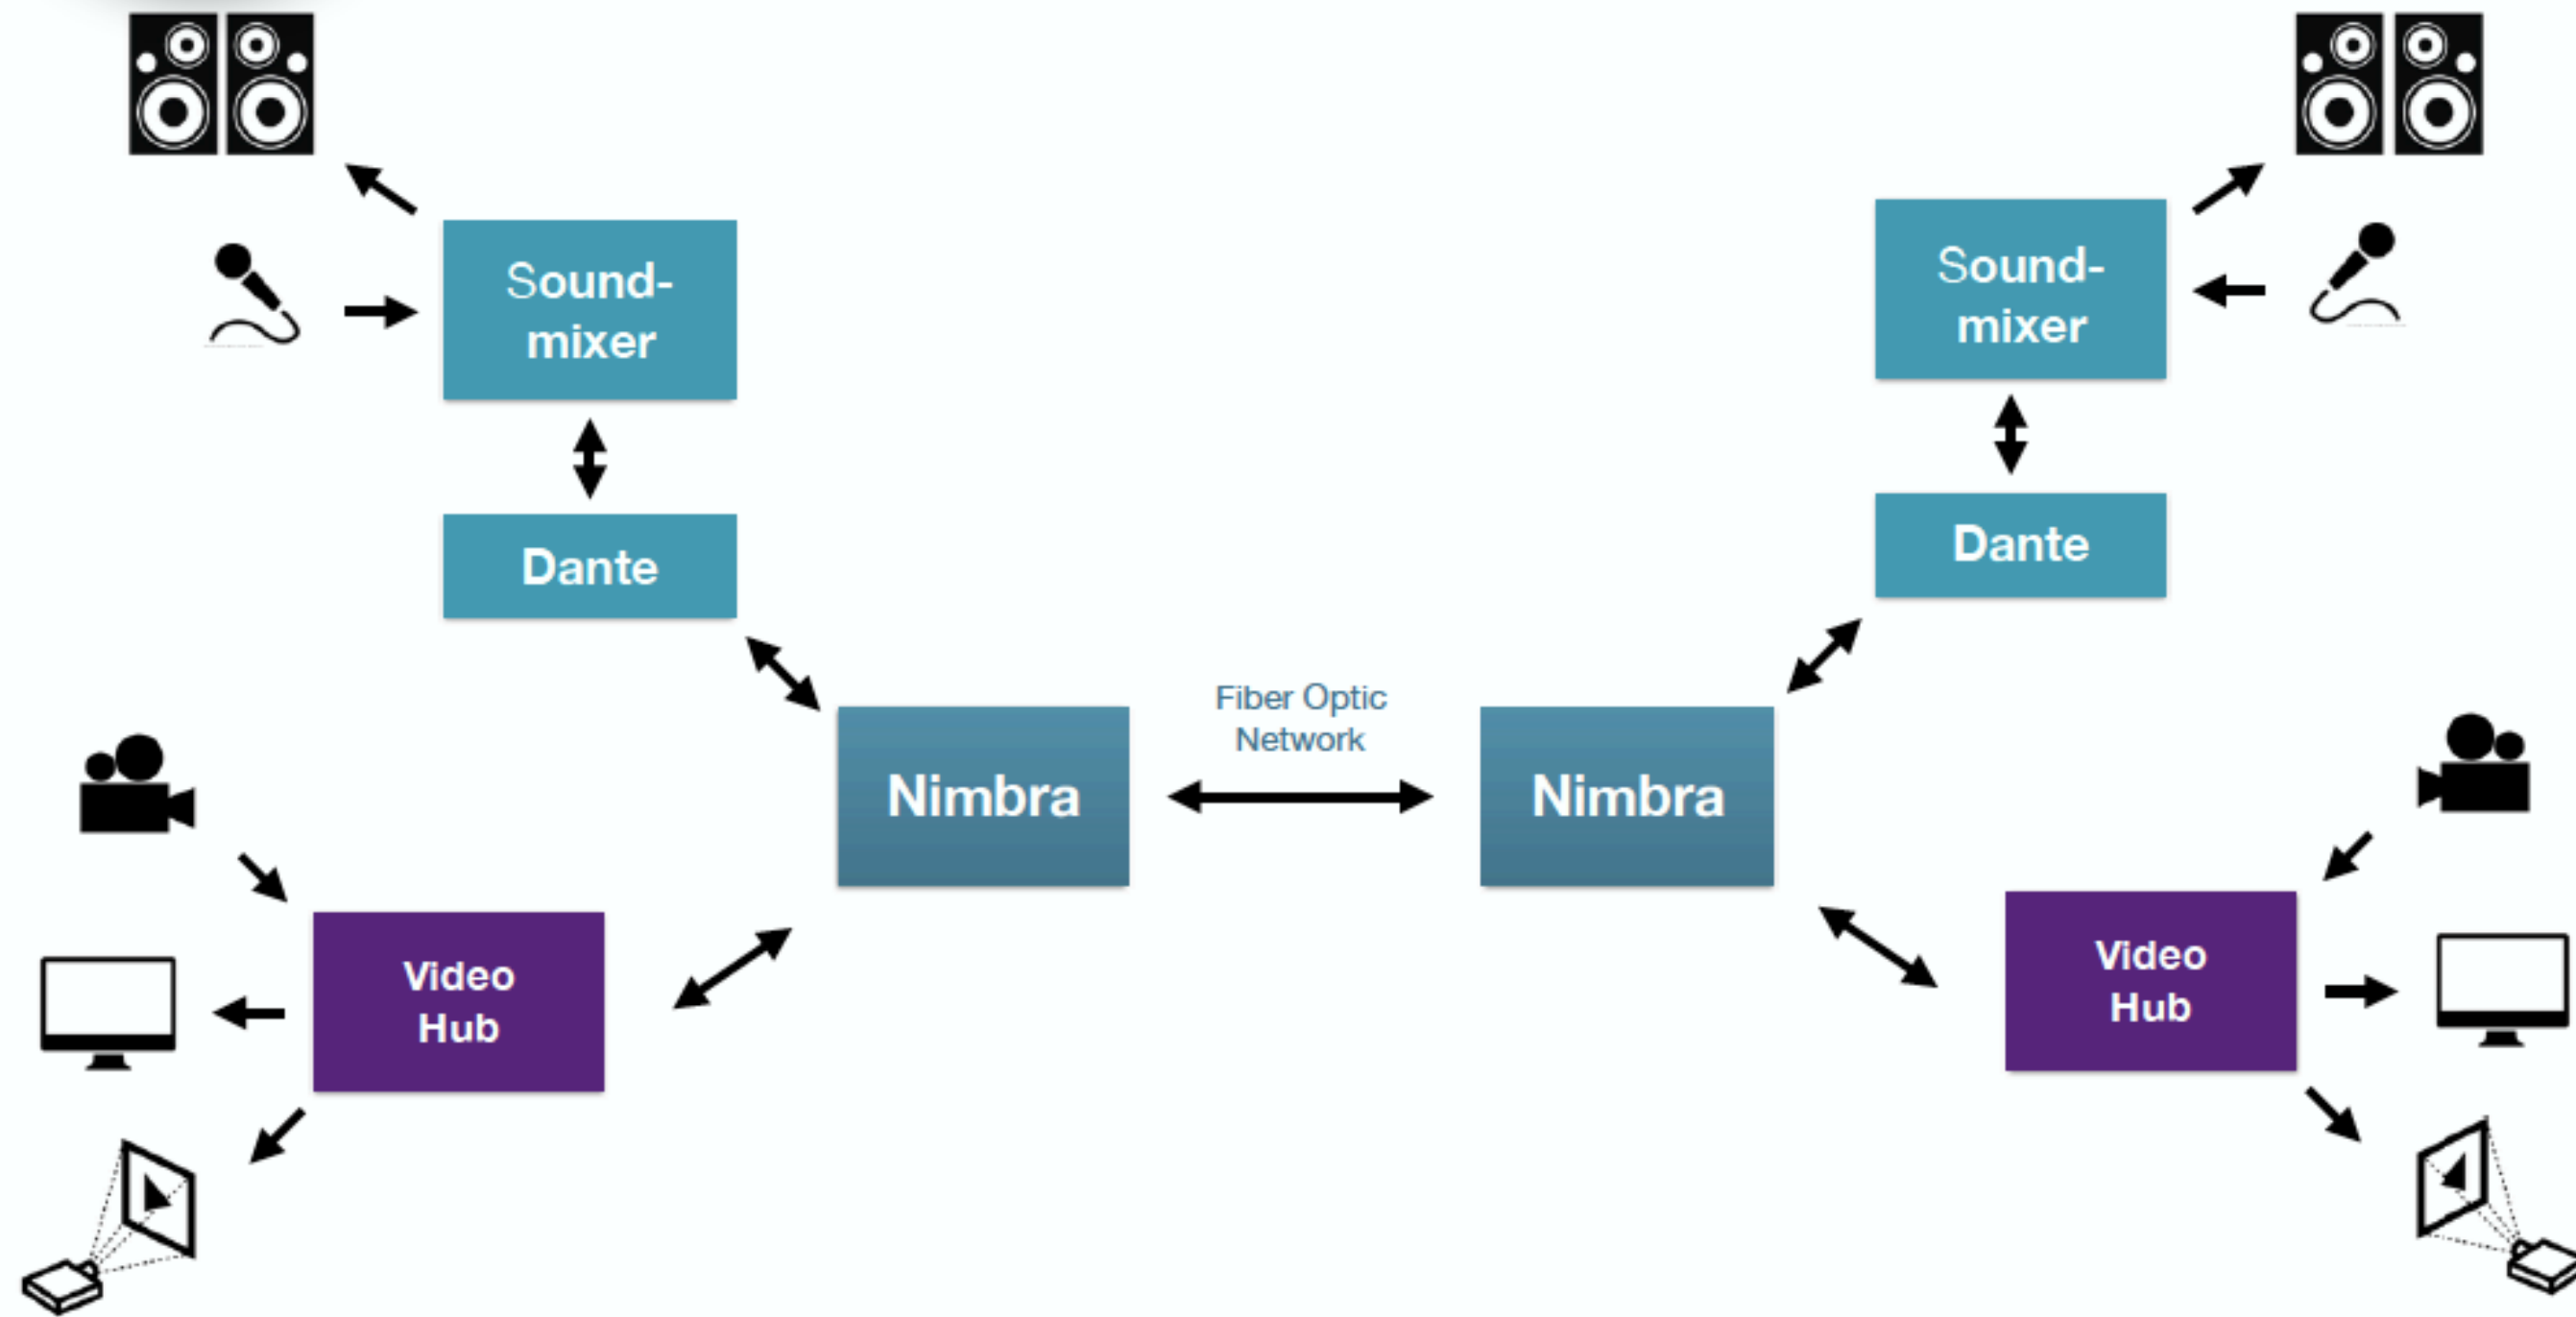 Sound-
mixer
Sound-
mixer
Dante
Dante
Fiber Optic
Network
Nimbra
Nimbra
Video
Hub
Video
Hub